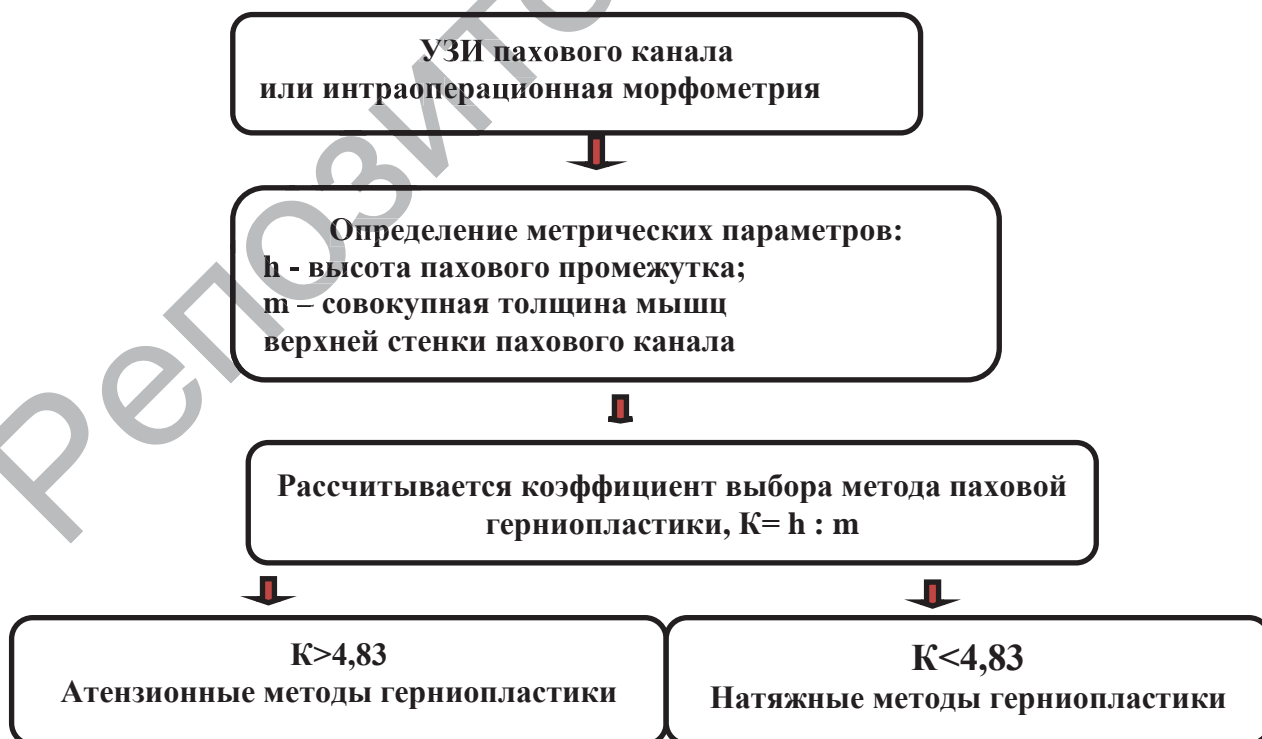 УЗИ пахового канала
или интраоперационная морфометрия
Определение метрических параметров:
h - высота пахового промежутка;
m – совокупная толщина мышц
верхней стенки пахового канала
Рассчитывается коэффициент выбора метода паховой
герниопластики, К= h : m
К>4,83
Атензионные методы герниопластики
К<4,83
Натяжные методы герниопластики